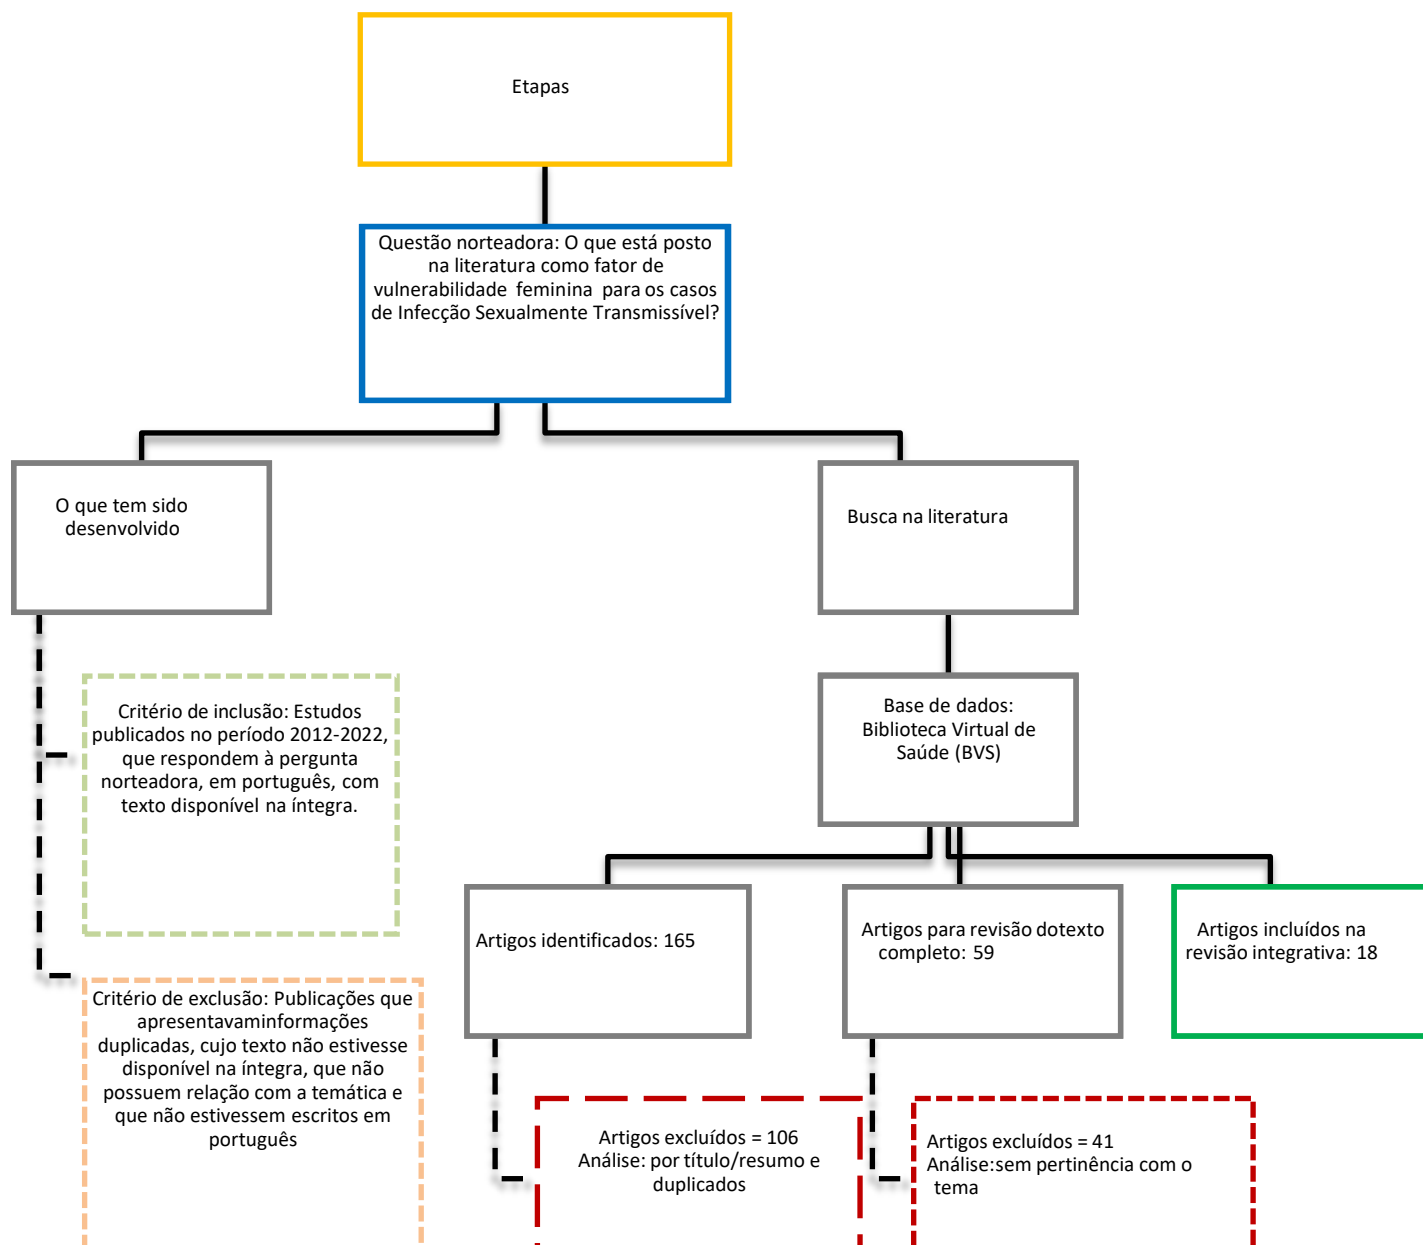 Etapas
Questão norteadora: O que está posto
na literatura como fator de
vulnerabilidade feminina para os casos
de Infecção Sexualmente Transmissível?
O que tem sido
desenvolvido
Busca na literatura
Critério de inclusão: Estudos
publicados no período 2012-2022,
que respondem à pergunta
norteadora, em português, com
texto disponível na íntegra.
Base de dados:
Biblioteca Virtual de
Saúde (BVS)
Critério de exclusão: Publicações que
apresentavaminformações
duplicadas, cujo texto não estivesse
disponível na íntegra, que não
possuem relação com a temática e
que não estivessem escritos em
português
Artigos identificados: 165
Artigos para revisão dotexto
completo: 59
Artigos incluídos na
revisão integrativa: 18
Artigos excluídos = 106
Análise: por título/resumo e
duplicados
Artigos excluídos = 41
Análise:sem pertinência com o
tema